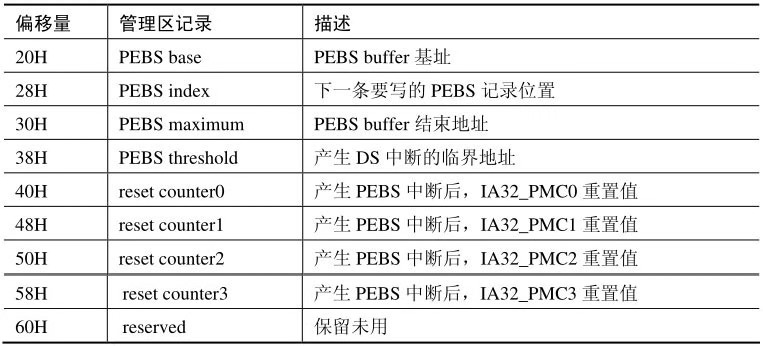 偏移量 管理区记录 描述
20H PEBS base PEBS buffer 基址
28H PEBS index 下一条要写的 PEBS 记录位置
30H PEBS maximum PEBS buffer 结束地址
38H PEBS threshold 产生 DS 中断的临界地址
40H reset counter0 产生 PEBS 中断后，IA32_PMC0 重置值
48H reset counter1 产生 PEBS 中断后，IA32_PMC1 重置值
50H reset counter2 产生 PEBS 中断后，IA32_PMC2 重置值
58H reset counter3 产生 PEBS 中断后，IA32_PMC3 重置值
60H reserved 保留未用